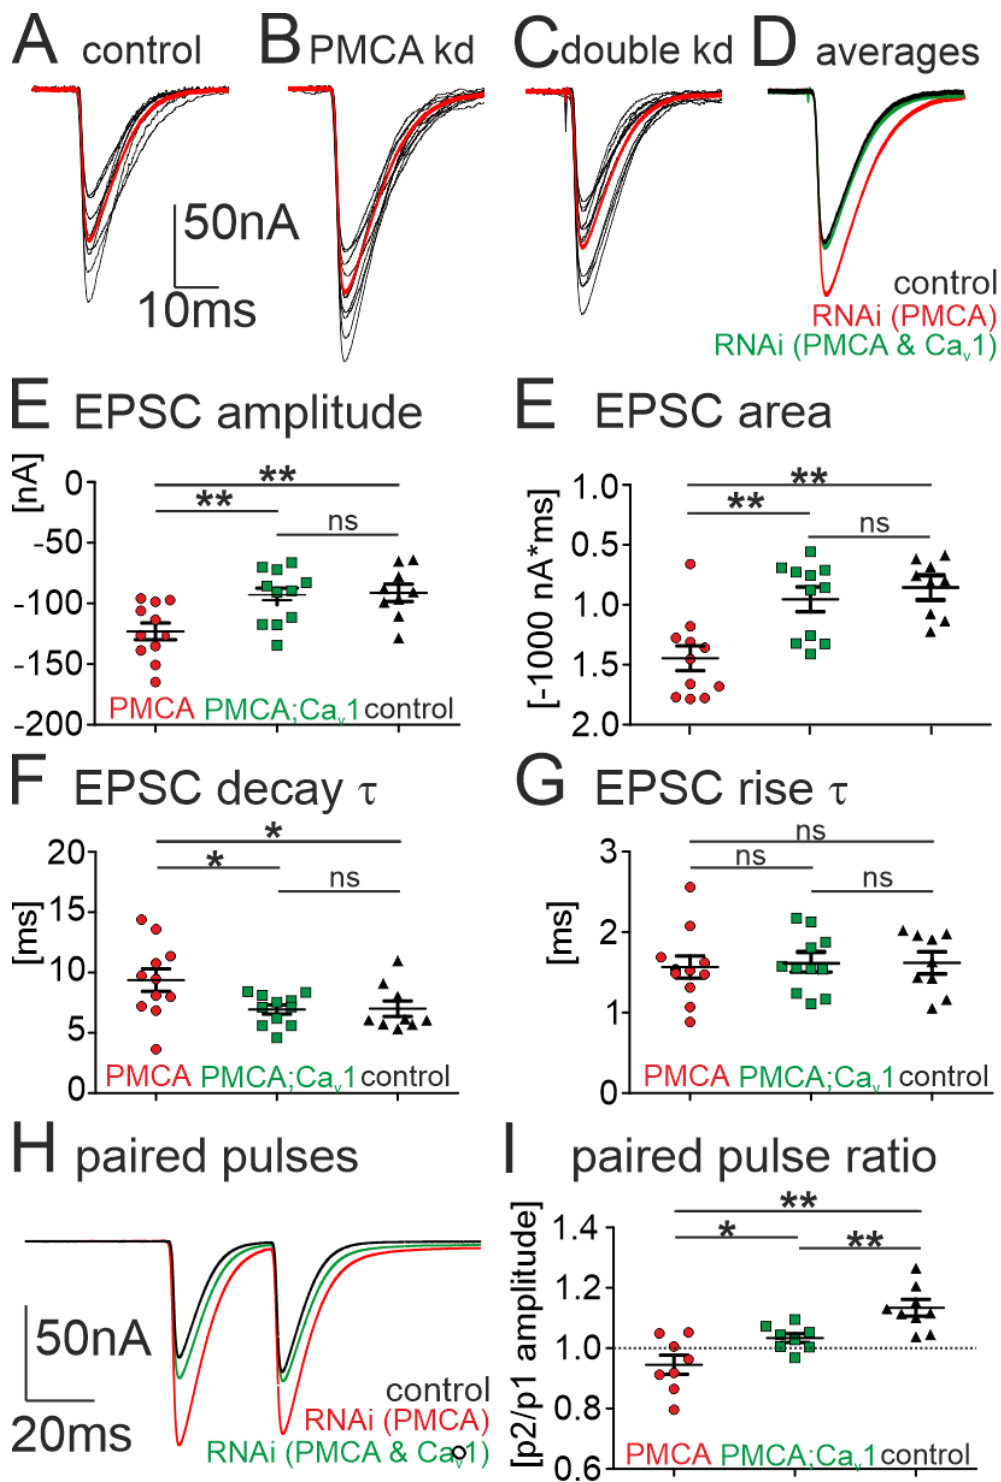 A control B PMCA kd C double kd D averages
50nA
10ms
control
RNAi (PMCA)
RNAi (PMCA & Caᵥ1)
E EPSC amplitude
[nA]
0
-50
-100
-150
-200
**
**
ns
PMCA PMCA;Caᵥ1 control
E EPSC area
[-1000 nA*ms]
1.0
0.5
1.0
1.5
2.0
**
**
ns
F EPSC decay τ
[ms]
20
15
10
5
0
*
*
ns
PMCA PMCA;Caᵥ1 control
G EPSC rise τ
[ms]
3
2
1
0
ns
ns
ns
PMCA PMCA;Caᵥ1 control
H paired pulses
50nA
20ms
control
RNAi (PMCA)
RNAi (PMCA & Caᵥ1)
I paired pulse ratio
[p2/p1 amplitude]
1.4
1.2
1.0
0.8
0.6
**
*
**
PMCA PMCA;Caᵥ1 control